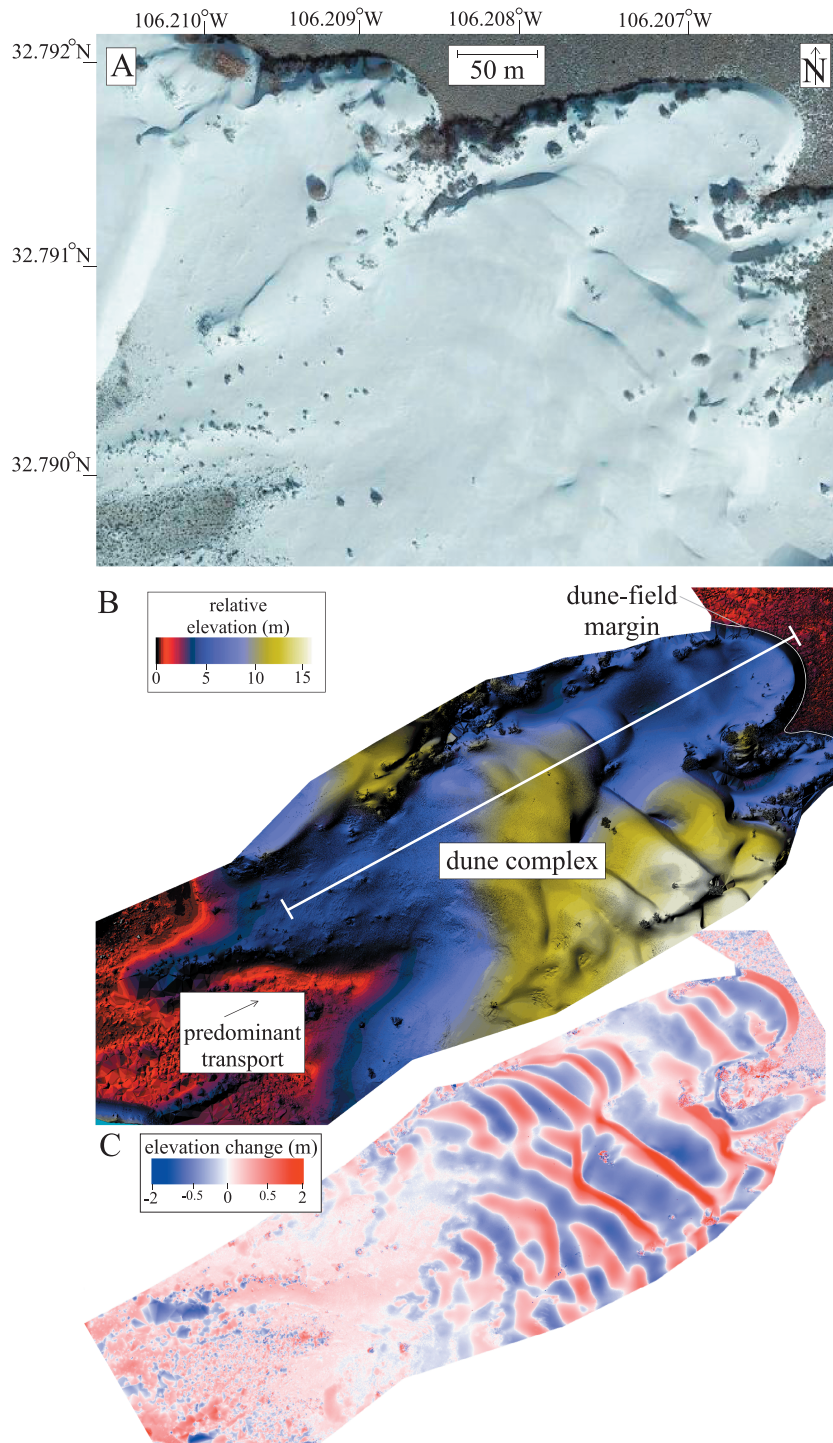 106.210°W 106.209°W 106.208°W 106.207°W
32.792°N
A
50 m
N
32.791°N
32.790°N
B
relative
elevation (m)
0 5 10 15
dune-field
margin
dune complex
predominant
transport
C
elevation change (m)
-2 -0.5 0 0.5 2